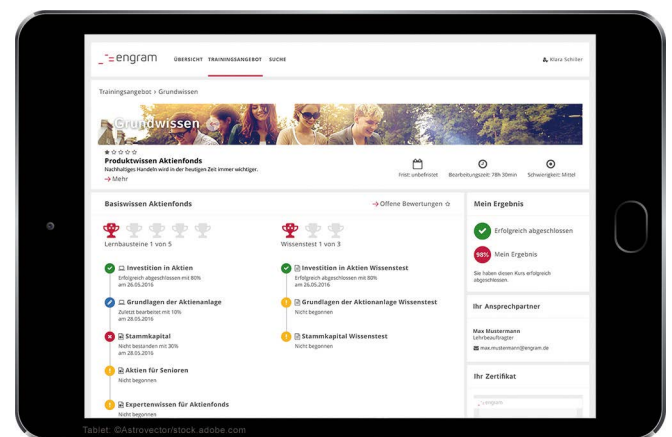 engram
ÜBERSICHT TRAININGSANGEBOT SUCHE
Klara Schiller
Trainingsangebot › Grundwissen
Grundwissen
Produktwissen Aktienfonds
Nachhaltiges Handeln wird in der heutigen Zeit immer wichtiger.
→ Mehr
Frist: unbefristet
Bearbeitungszeit: 78h 30min
Schwierigkeit: Mittel
Basiswissen Aktienfonds
→ Offene Bewertungen ☆
Lernbausteine 1 von 5
Wissenstest 1 von 3
Investition in Aktien
Erfolgreich abgeschlossen mit 80%
am 26.05.2016
Grundlagen der Aktienanlage
Zuletzt bearbeitet mit 10%
am 28.05.2016
Stammkapital
Nicht bestanden mit 30%
am 28.05.2016
Aktien für Senioren
Nicht begonnen
Expertenwissen für Aktienfonds
Nicht begonnen
Investition in Aktien Wissenstest
Erfolgreich abgeschlossen mit 80%
am 26.05.2016
Grundlagen der Aktionanlage Wissenstest
Nicht begonnen
Stammkapital Wissenstest
Nicht begonnen
Mein Ergebnis
Erfolgreich abgeschlossen
98% Mein Ergebnis
Sie haben diesen Kurs erfolgreich
abgeschlossen.
Ihr Ansprechpartner
Max Mustermann
Lehrbeauftragter
max.mustermann@engram.de
Ihr Zertifikat
engram
Tablet: ©Astrovector/stock.adobe.com